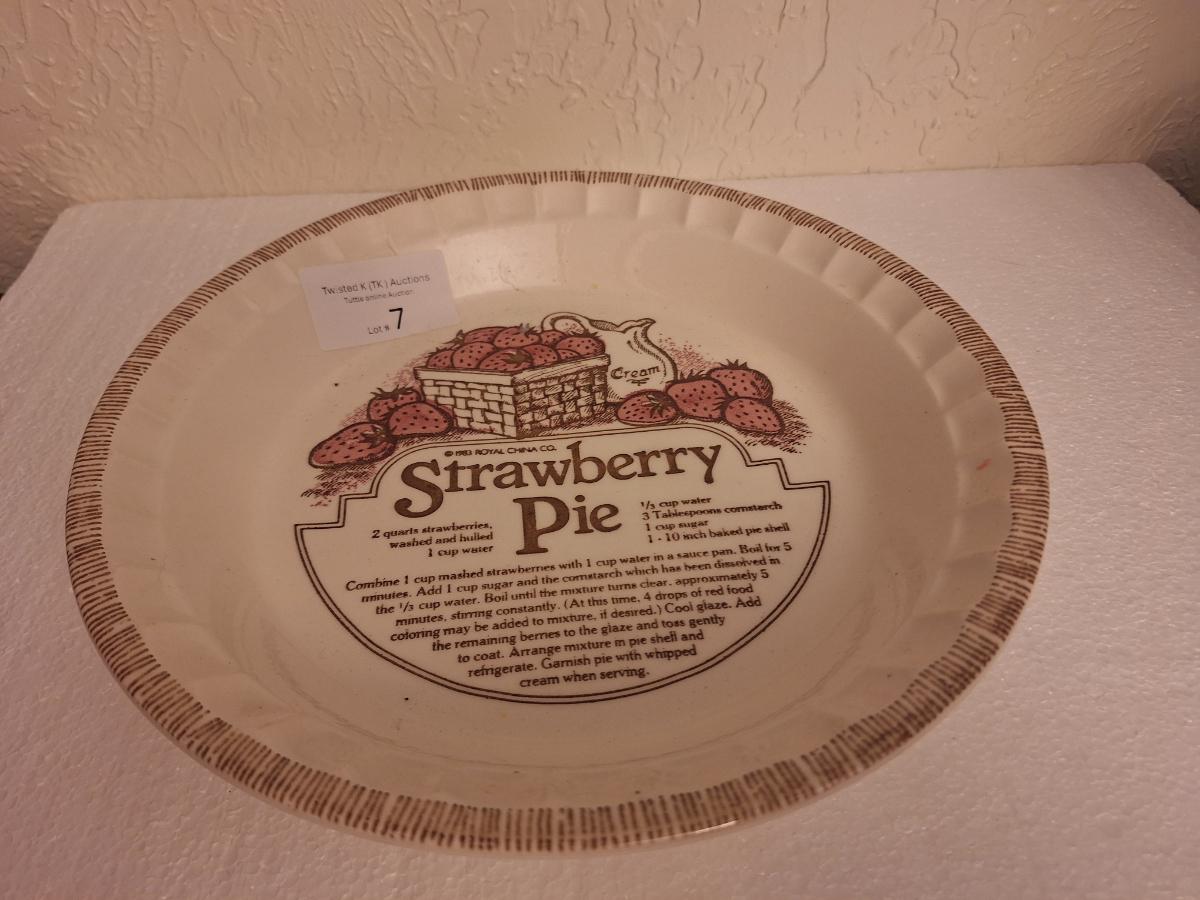 Twisted K (TK) Auctions
Tuttle online Auction
Lot # 7
Cream
© 1983 ROYAL CHINA CO.
Strawberry
Pie
2 quarts strawberries,
washed and hulled
1 cup water
1/3 cup water
3 Tablespoons cornstarch
1 cup sugar
1 - 10 inch baked pie shell
Combine 1 cup mashed strawberries with 1 cup water in a sauce pan. Boil for 5
minutes. Add 1 cup sugar and the cornstarch which has been dissolved in
the 1/3 cup water. Boil until the mixture turns clear, approximately 5
minutes, stirring constantly. (At this time, 4 drops of red food
coloring may be added to mixture, if desired.) Cool glaze. Add
the remaining berries to the glaze and toss gently
to coat. Arrange mixture in pie shell and
refrigerate. Garnish pie with whipped
cream when serving.